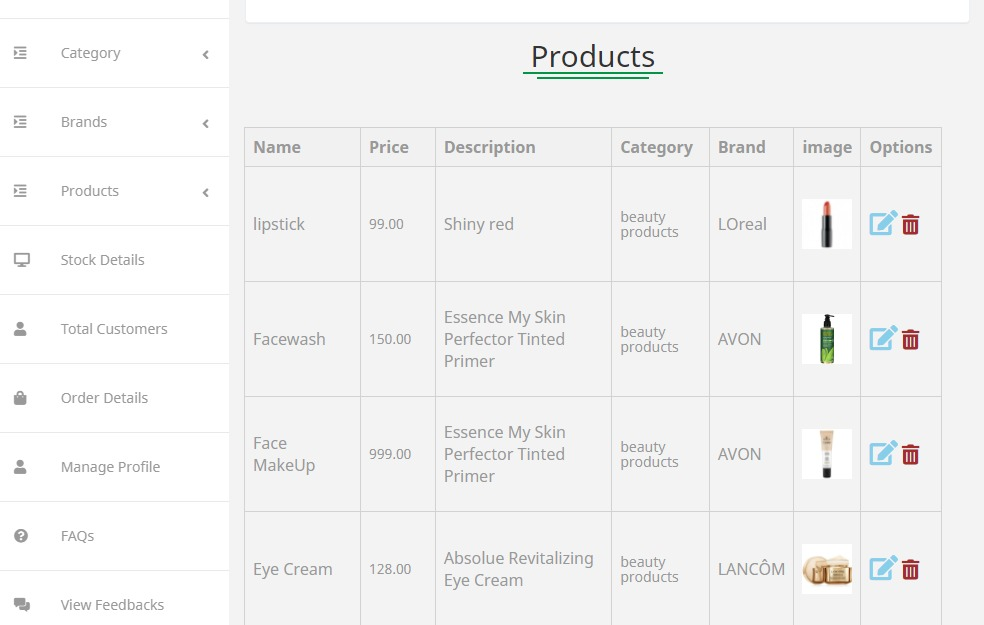 Products
Category
Brands
Products
Stock Details
Total Customers
Order Details
Manage Profile
FAQs
View Feedbacks
Name Price Description Category Brand image Options
lipstick 99.00 Shiny red beauty
products LOreal
Facewash 150.00 Essence My Skin
Perfector Tinted
Primer beauty
products AVON
Face
MakeUp 999.00 Essence My Skin
Perfector Tinted
Primer beauty
products AVON
Eye Cream 128.00 Absolue Revitalizing
Eye Cream beauty
products LANCÔM